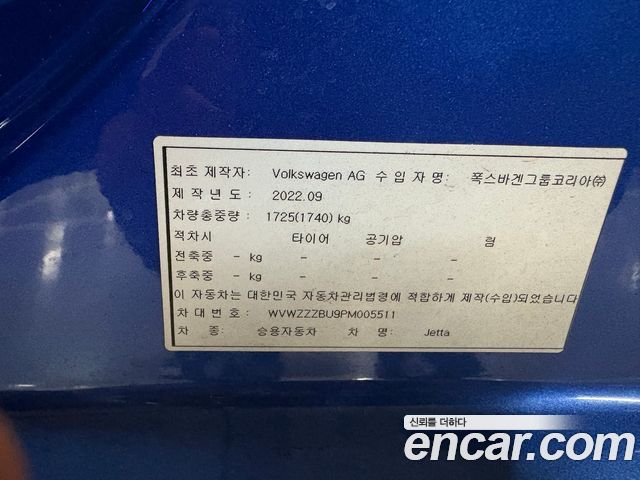 최초 제작자: Volkswagen AG 수 입 자 명: 폭스바겐그룹코리아㈜
제 작 년 도 : 2022.09
차량총중량 : 1725(1740) kg
적차시 타이어 공기압 림
전축중 - kg - - -
후축중 - kg - - -
이 자동차는 대한민국 자동차관리법령에 적합하게 제작(수입)되었습니다
차 대 번 호 : WVWZZZBU9PM005511
차 종: 승용자동차 차 명: Jetta
신뢰를 더하다
encar.com